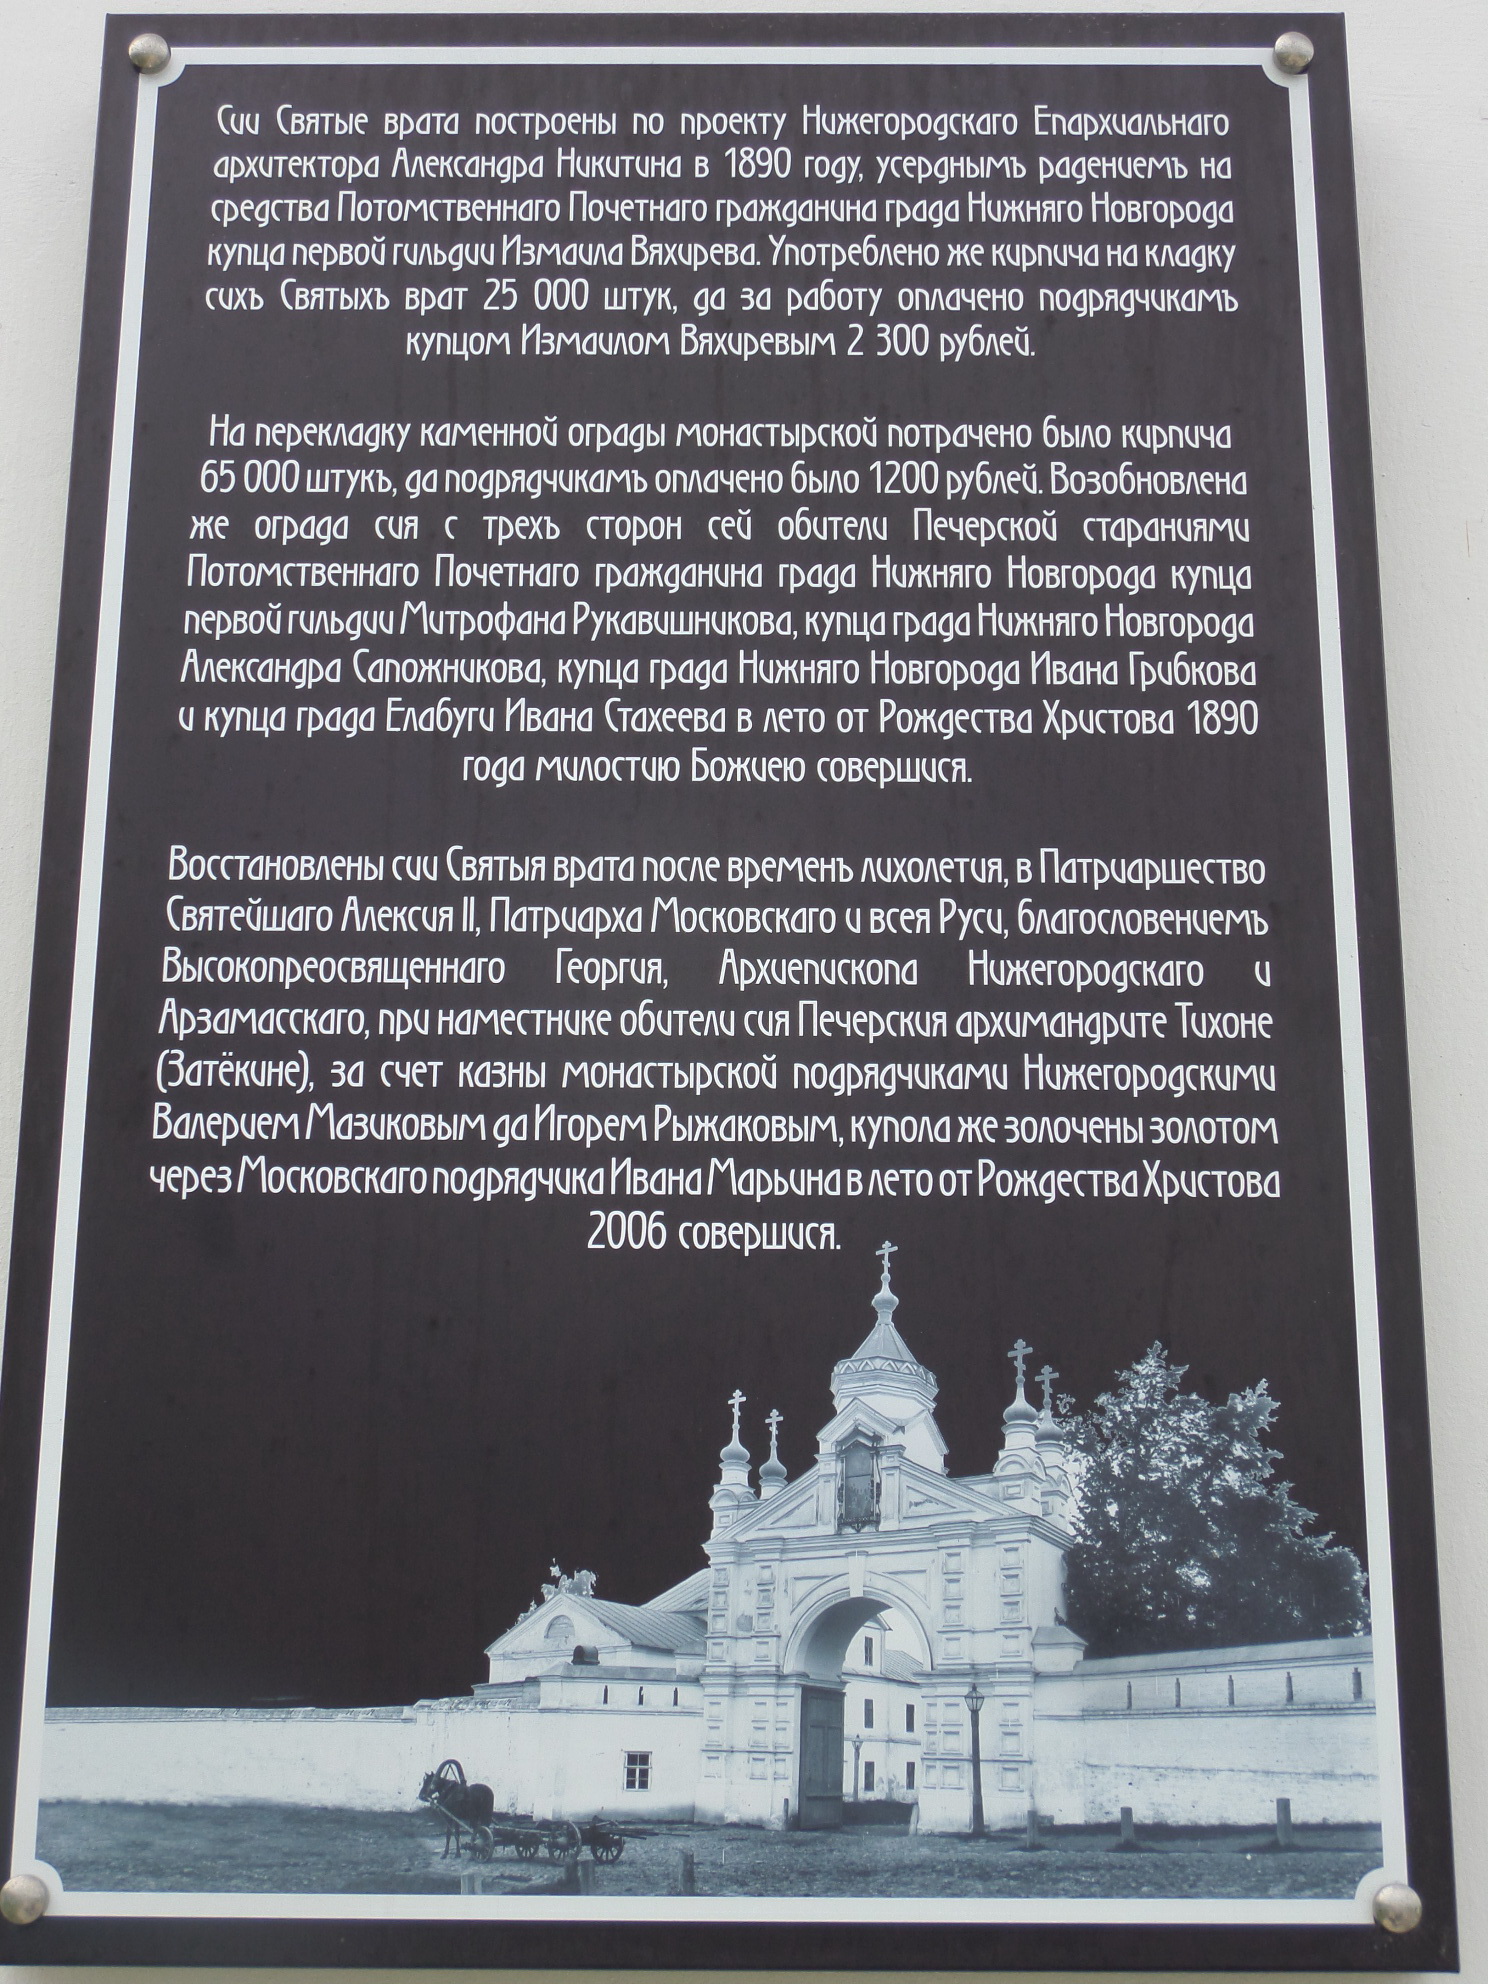 Сии Святые врата построены по проекту Нижегородскаго Епархиальнаго
архитектора Александра Никитина в 1890 году, усерднымъ радениемъ на
средства Потомственнаго Почетнаго гражданина града Нижняго Новгорода
купца первой гильдии Измаила Вяхирева. Употреблено же кирпича на кладку
сихъ Святыхъ врат 25 000 штук, да за работу оплачено подрядчикамъ
купцом Измаилом Вяхиревым 2 300 рублей.
На перекладку каменной ограды монастырской потрачено было кирпича
65 000 штукъ, да подрядчикамъ оплачено было 1200 рублей. Возобновлена
же ограда сия с трехъ сторон сей обители Печерской стараниями
Потомственнаго Почетнаго гражданина града Нижняго Новгорода купца
первой гильдии Митрофана Рукавишникова, купца града Нижняго Новгорода
Александра Сапожникова, купца града Нижняго Новгорода Ивана Грибкова
и купца града Елабуги Ивана Стахеева в лето от Рождества Христова 1890
года милостию Божиею совершися.
Восстановлены сии Святыя врата после временъ лихолетия, в Патриаршество
Святейшаго Алексия II, Патриарха Московскаго и всея Руси, благословениемъ
Высокопреосвященнаго Георгия, Архиепископа Нижегородскаго и
Арзамасскаго, при наместнике обители сия Печерския архимандрите Тихоне
(Затёкине), за счет казны монастырской подрядчиками Нижегородскими
Валерием Мазиковым да Игорем Рыжаковым, купола же золочены золотом
через Московскаго подрядчика Ивана Марьина в лето от Рождества Христова
2006 совершися.